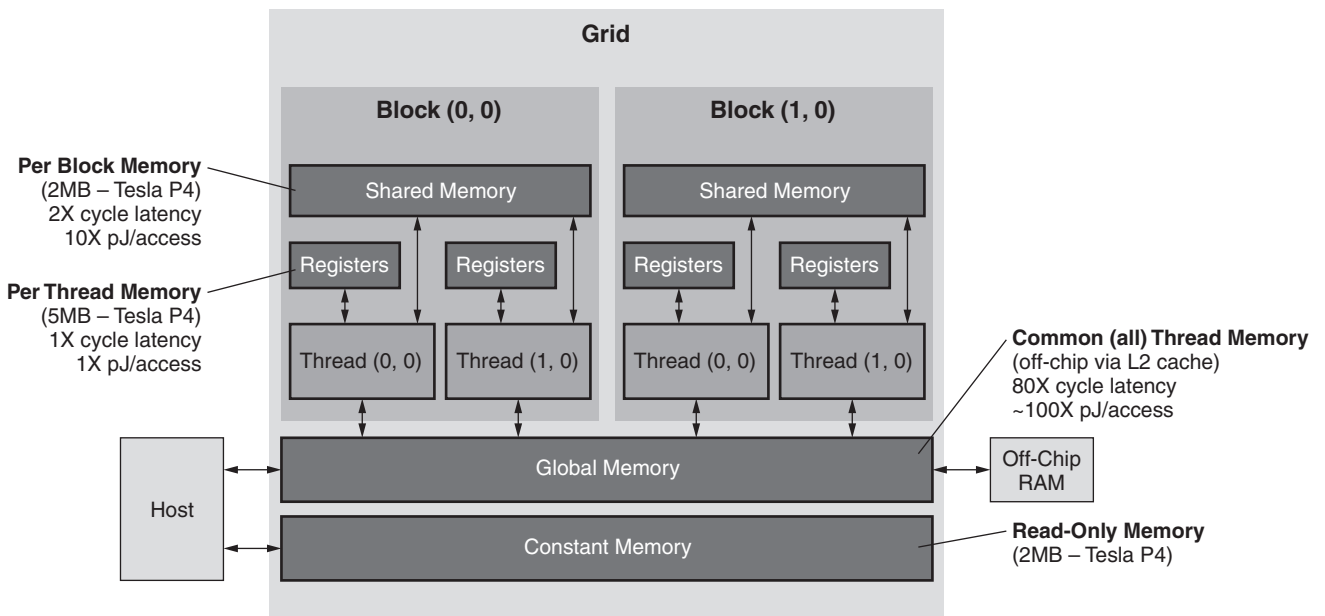 Grid
Block (0, 0)
Block (1, 0)
Per Block Memory
(2MB – Tesla P4)
2X cycle latency
10X pJ/access
Shared Memory
Shared Memory
Registers
Registers
Registers
Registers
Per Thread Memory
(5MB – Tesla P4)
1X cycle latency
1X pJ/access
Thread (0, 0)
Thread (1, 0)
Thread (0, 0)
Thread (1, 0)
Common (all) Thread Memory
(off-chip via L2 cache)
80X cycle latency
~100X pJ/access
Host
Global Memory
Off-Chip
RAM
Constant Memory
Read-Only Memory
(2MB – Tesla P4)